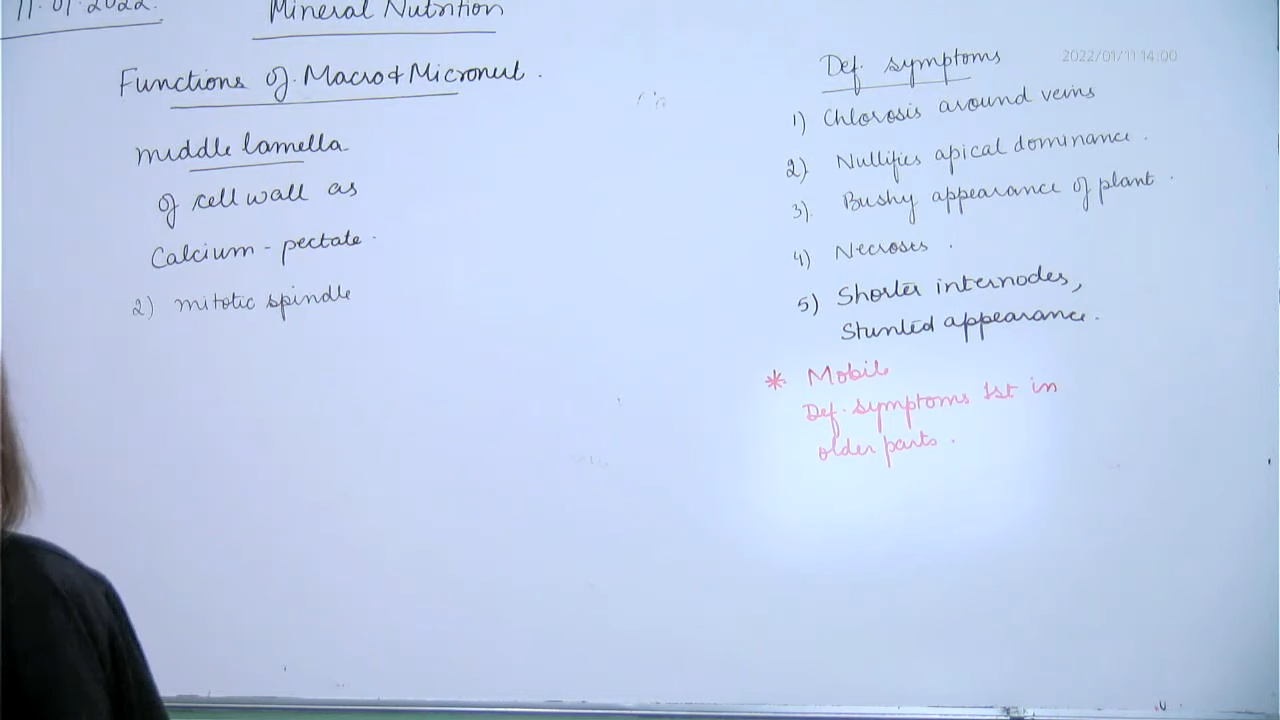 11.01.2022.
Mineral Nutrition
Functions of Macro & Micronut.
middle lamella
of cell wall as
Calcium - pectate.
2) mitotic spindle
2022/01/11 14:00
Def. symptoms
1) Chlorosis around veins
2) Nullifies apical dominance.
3). Bushy appearance of plant.
4) Necroses.
5) Shorter internodes,
Stunted appearance.
* Mobile
Def. symptoms 1st in
older parts.